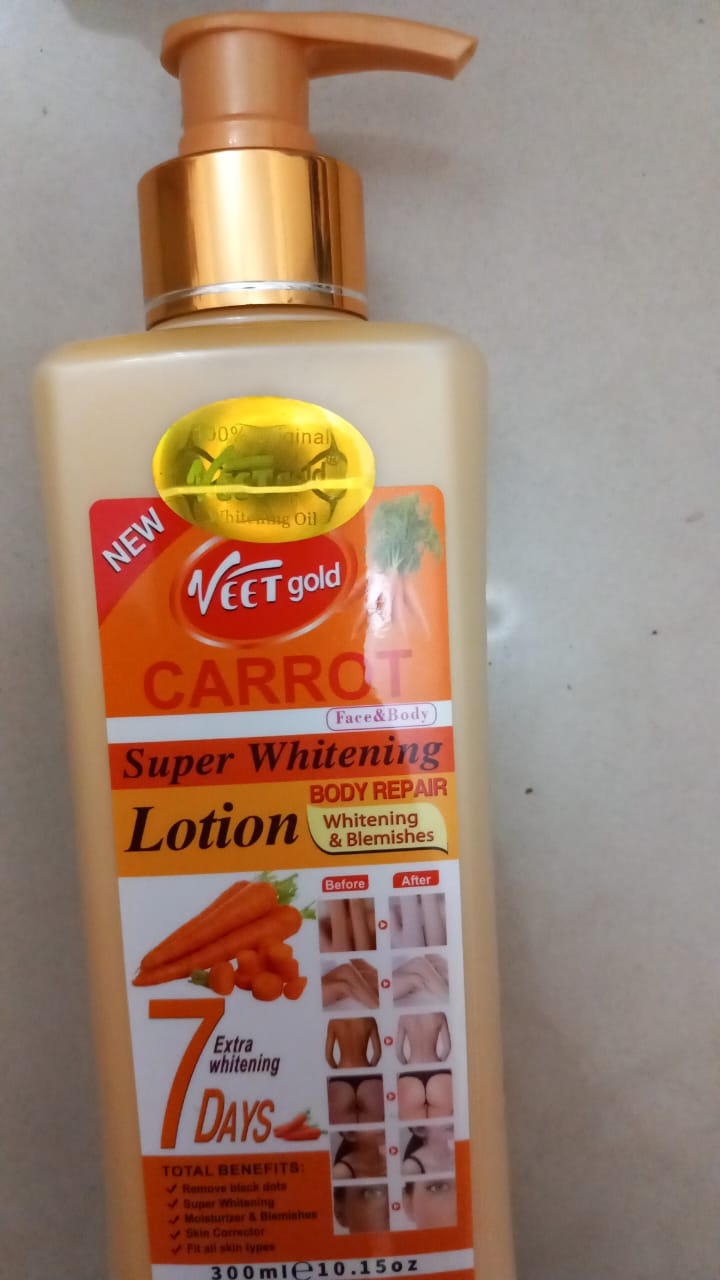 100% Original
VEET gold
Whitening Oil
NEW
VEET gold
CARROT
Face&Body
Super Whitening
BODY REPAIR
Lotion
Whitening
& Blemishes
Before After
7
Extra
whitening
DAYS
TOTAL BENEFITS:
✓ Remove black dots
✓ Super Whitening
✓ Moisturizer & Blemishes
✓ Skin Corrector
✓ Fit all skin types
300ml℮10.15oz